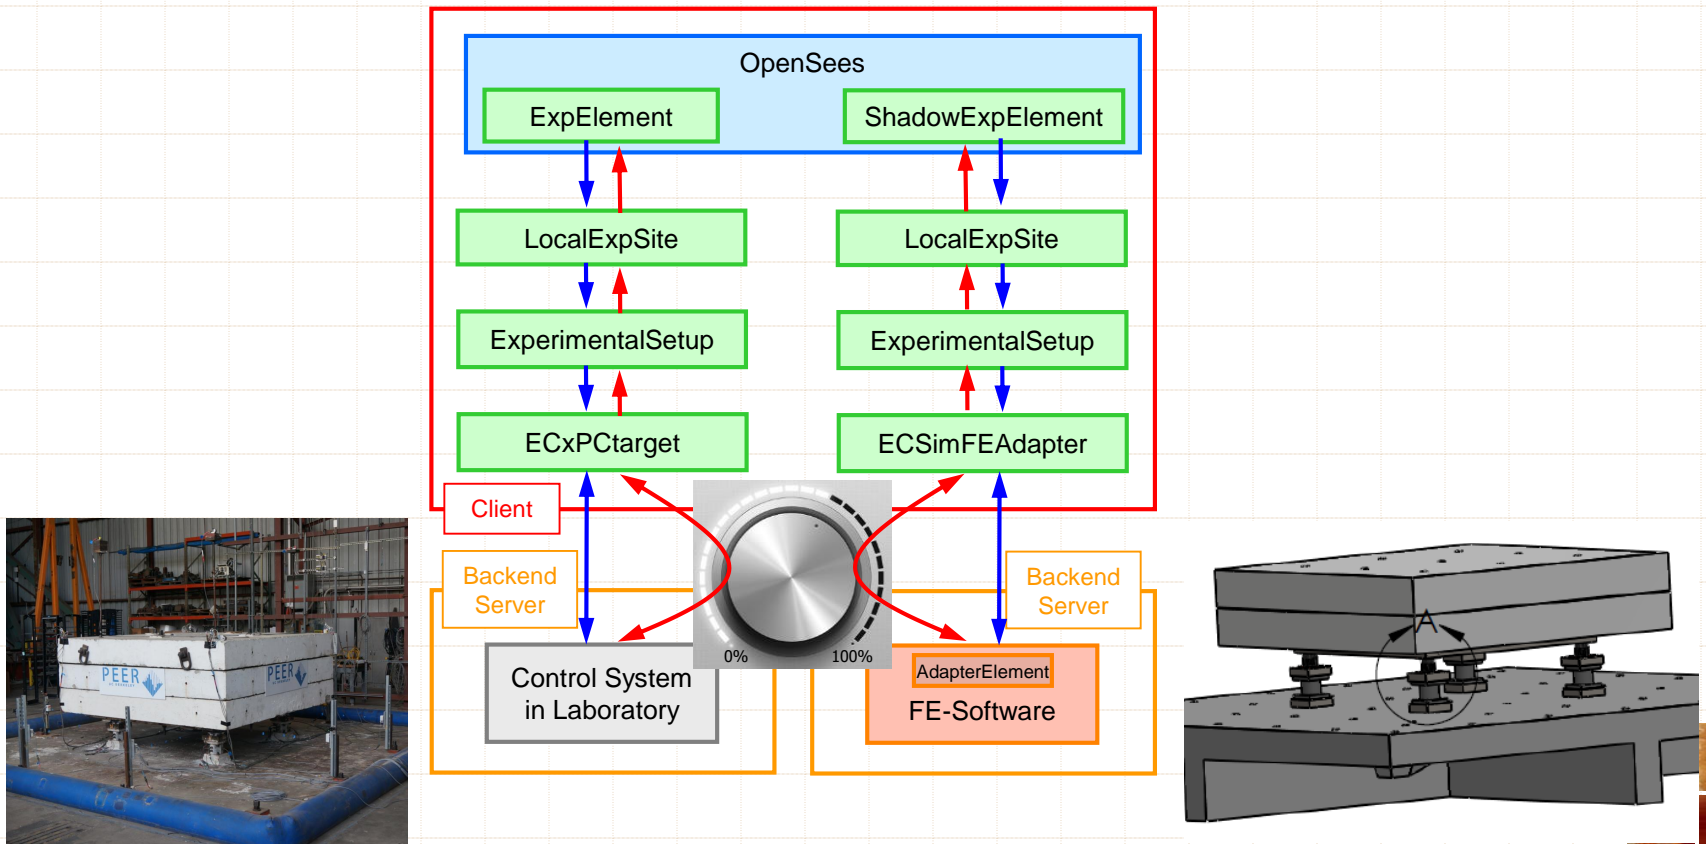 OpenSees
ExpElement
ShadowExpElement
LocalExpSite
LocalExpSite
ExperimentalSetup
ExperimentalSetup
ECxPCtarget
ECSimFEAdapter
Client
Backend
Server
Backend
Server
0%
100%
Control System
in Laboratory
AdapterElement
FE-Software
PEER
PEER
A